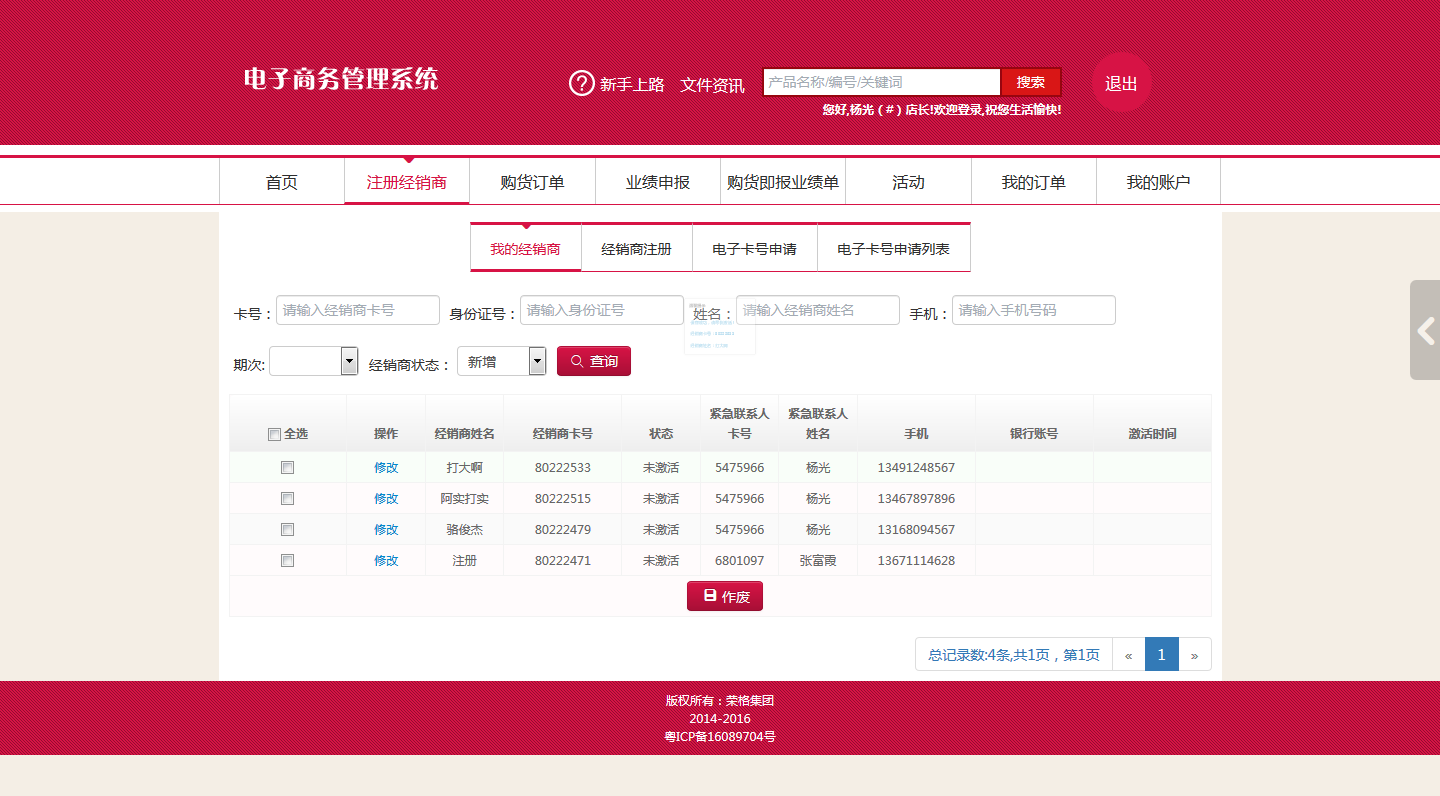 电子商务管理系统
新手上路 文件资讯 产品名称/编号/关键词 搜索 退出
您好,杨光 ( # ) 店长!欢迎登录,祝您生活愉快!
首页 注册经销商 购货订单 业绩申报 购货即报业绩单 活动 我的订单 我的账户
我的经销商 经销商注册 电子卡号申请 电子卡号申请列表
卡号： 请输入经销商卡号 身份证号： 请输入身份证号 姓名： 请输入经销商姓名 手机： 请输入手机号码
期次: 经销商状态： 新增 查询
全选 操作 经销商姓名 经销商卡号 状态 紧急联系人卡号 紧急联系人姓名 手机 银行账号 激活时间
修改 打大啊 80222533 未激活 5475966 杨光 13491248567
修改 阿实打实 80222515 未激活 5475966 杨光 13467897896
修改 骆俊杰 80222479 未激活 5475966 杨光 13168094567
修改 注册 80222471 未激活 6801097 张富霞 13671114628
作废
总记录数:4条,共1页，第1页 « 1 »
版权所有：荣格集团
2014-2016
粤ICP备16089704号